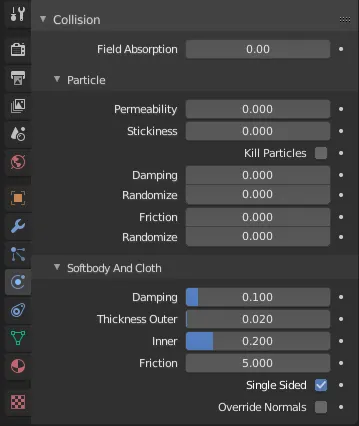 Collision
Field Absorption 0.00
Particle
Permeability 0.000
Stickiness 0.000
Kill Particles
Damping 0.000
Randomize 0.000
Friction 0.000
Randomize 0.000
Softbody And Cloth
Damping 0.100
Thickness Outer 0.020
Inner 0.200
Friction 5.000
Single Sided
Override Normals